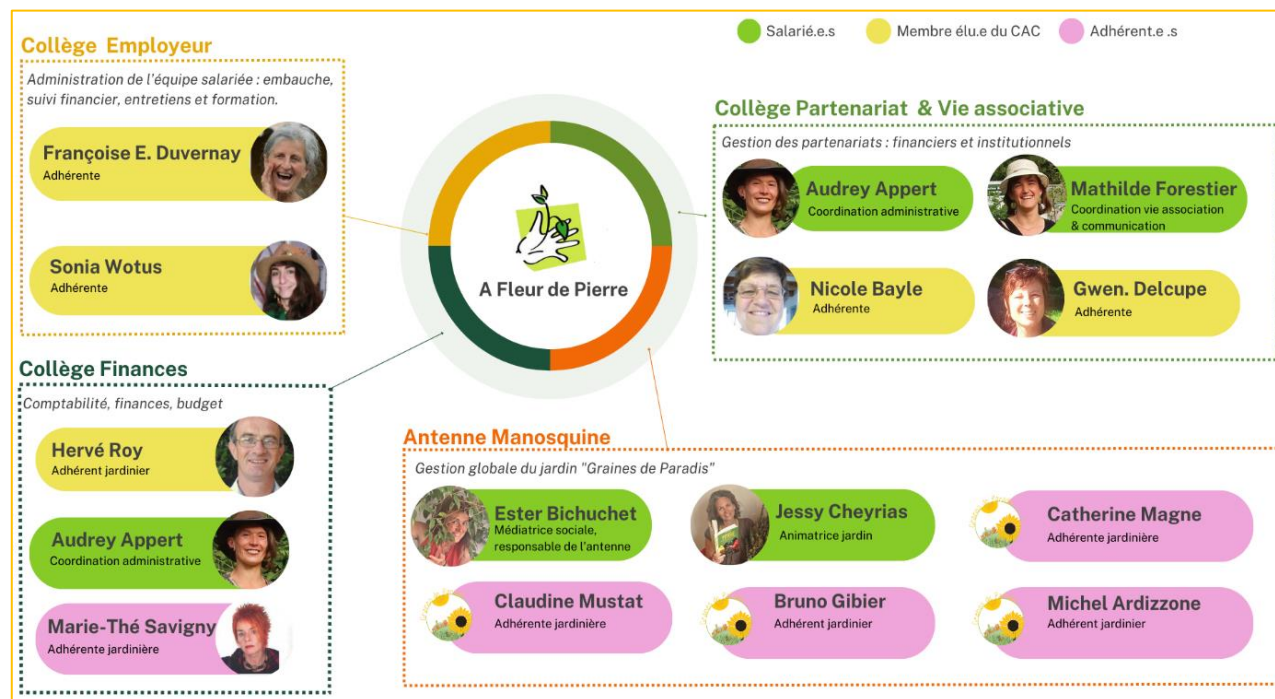 Salarié.e.s
Membre élu.e du CAC
Adhérent.e .s
Collège Employeur
Administration de l'équipe salariée : embauche,
suivi financier, entretiens et formation.
Françoise E. Duvernay
Adhérente
Sonia Wotus
Adhérente
A Fleur de Pierre
Collège Partenariat & Vie associative
Gestion des partenariats : financiers et institutionnels
Audrey Appert
Coordination administrative
Mathilde Forestier
Coordination vie association
& communication
Nicole Bayle
Adhérente
Gwen. Delcupe
Adhérente
Collège Finances
Comptabilité, finances, budget
Hervé Roy
Adhérent jardinier
Audrey Appert
Coordination administrative
Marie-Thé Savigny
Adhérente jardinière
Antenne Manosquine
Gestion globale du jardin "Graines de Paradis"
Ester Bichuchet
Médiatrice sociale,
responsable de l'antenne
Jessy Cheyrias
Animatrice jardin
Catherine Magne
Adhérente jardinière
Claudine Mustat
Adhérente jardinière
Bruno Gibier
Adhérent jardinier
Michel Ardizzone
Adhérent jardinier